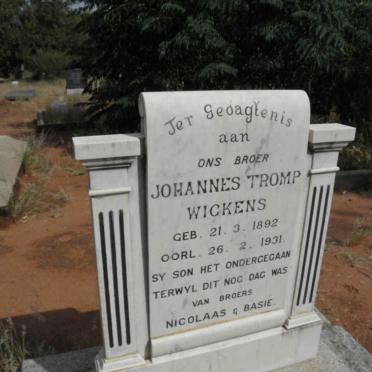 Ter Gedagtenis
aan
ONS BROER
JOHANNES TROMP
WICKENS
GEB. 21. 3. 1892
OORL. 26. 2. 1931.
SY SON HET ONDERGEGAAN
TERWYL DIT NOG DAG WAS
VAN BROERS
NICOLAAS & BASIE.